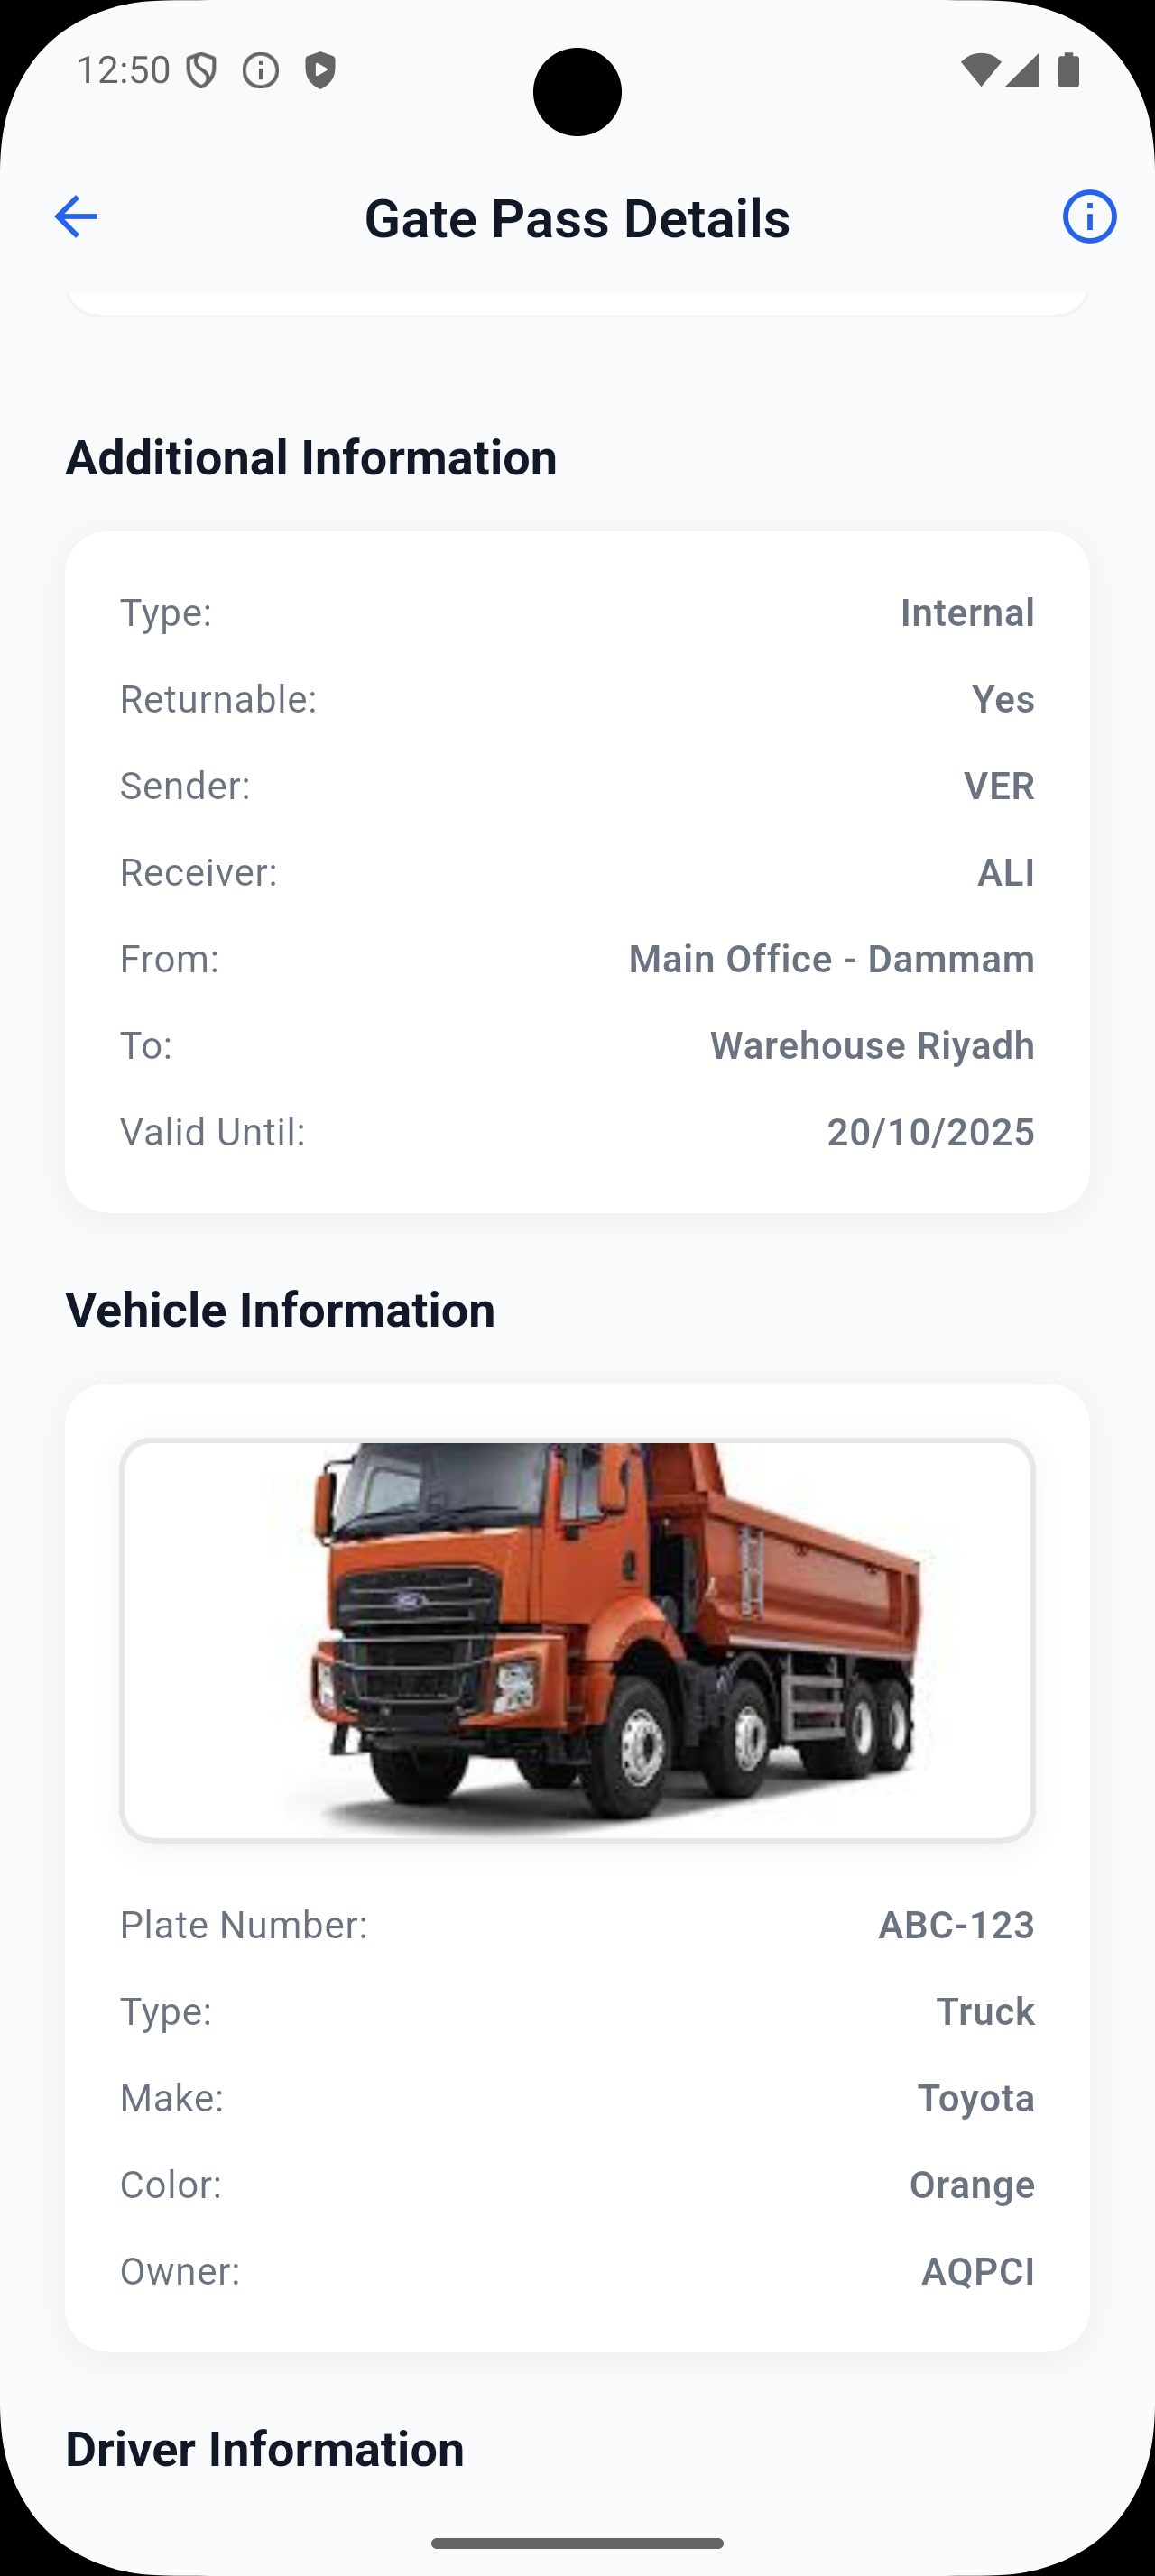 12:50
Gate Pass Details
Additional Information
Type: Internal
Returnable: Yes
Sender: VER
Receiver: ALI
From: Main Office - Dammam
To: Warehouse Riyadh
Valid Until: 20/10/2025
Vehicle Information
Plate Number: ABC-123
Type: Truck
Make: Toyota
Color: Orange
Owner: AQPCI
Driver Information